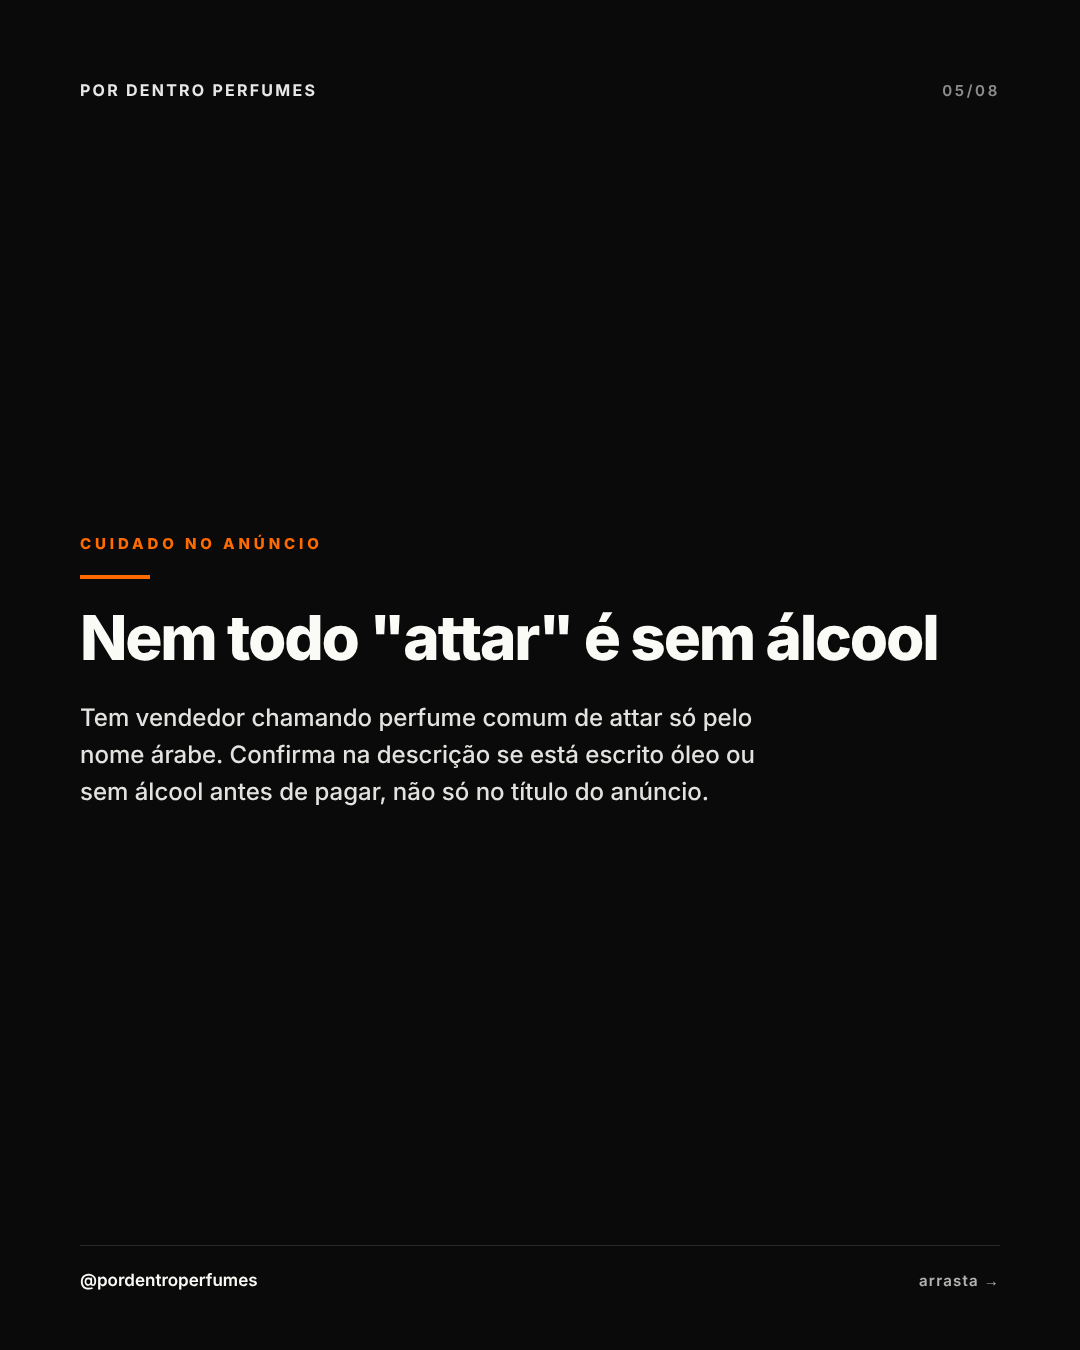 POR DENTRO PERFUMES
05/08
CUIDADO NO ANÚNCIO
Nem todo "attar" é sem álcool
Tem vendedor chamando perfume comum de attar só pelo
nome árabe. Confirma na descrição se está escrito óleo ou
sem álcool antes de pagar, não só no título do anúncio.
@pordentroperfumes
arrasta →